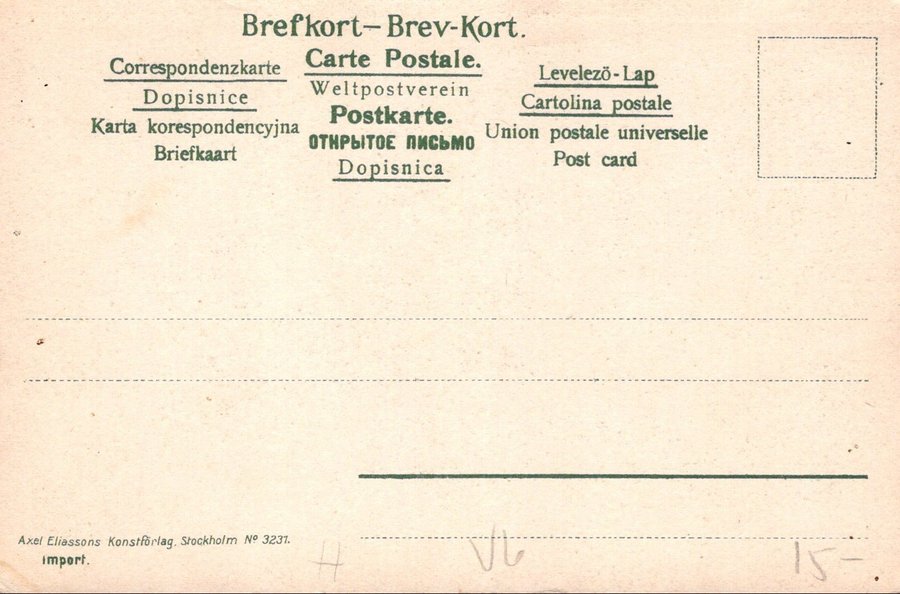 Brefkort – Brev-Kort.
Correspondenzkarte
Dopisnice
Karta korespondencyjna
Briefkaart
Carte Postale.
Weltpostverein
Postkarte.
ОТКРЫТОЕ ПИСЬМО
Dopisnica
Levelező-Lap
Cartolina postale
Union postale universelle
Post card
Axel Eliassons Konstförlag. Stockholm Nº 3231.
Import.
H
V6
15-